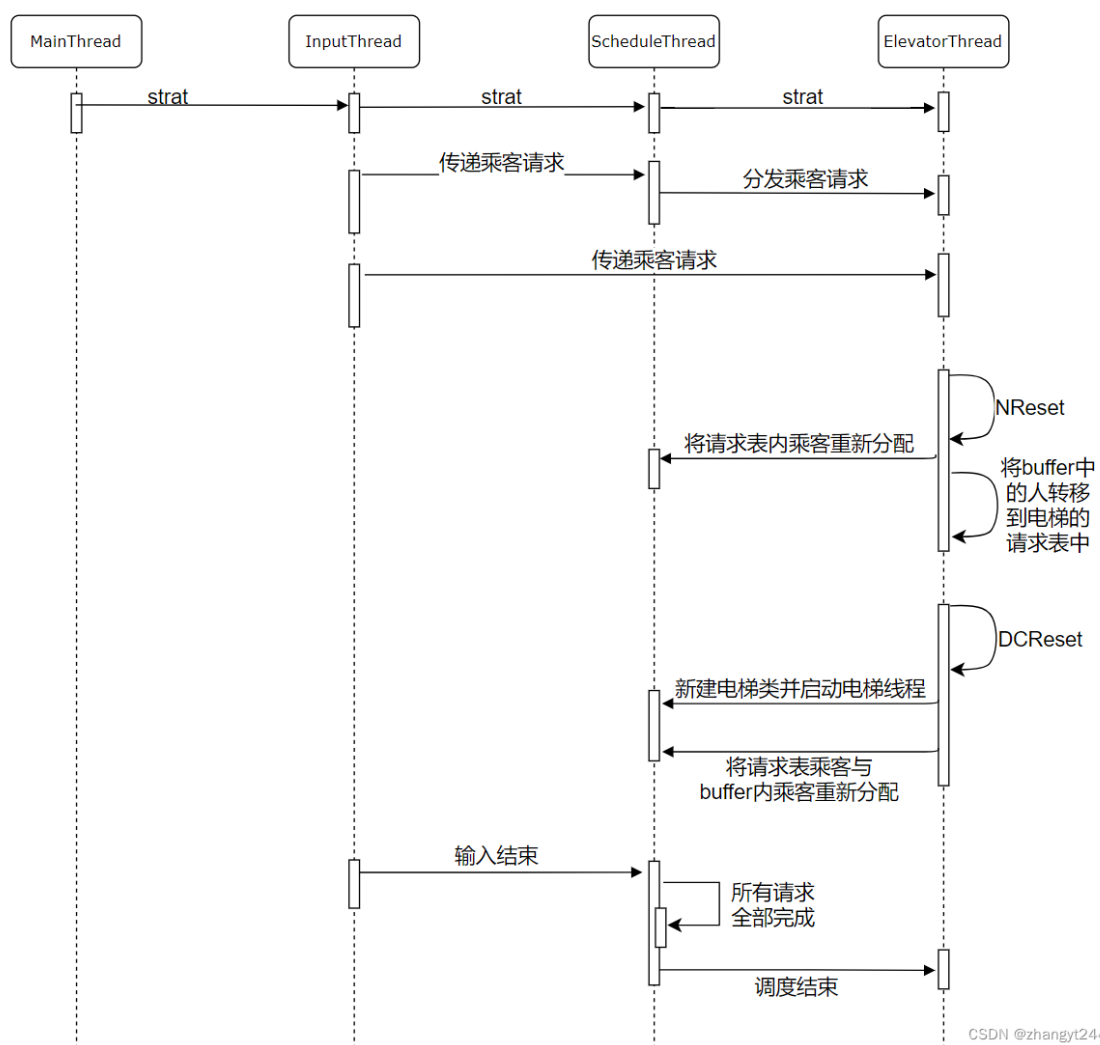 MainThread
InputThread
ScheduleThread
ElevatorThread
strat
strat
strat
传递乘客请求
分发乘客请求
传递乘客请求
NReset
将请求表内乘客重新分配
将buffer中
的人转移
到电梯的
请求表中
DCReset
新建电梯类并启动电梯线程
将请求表乘客与
buffer内乘客重新分配
输入结束
所有请求
全部完成
调度结束
CSDN @zhangyt244